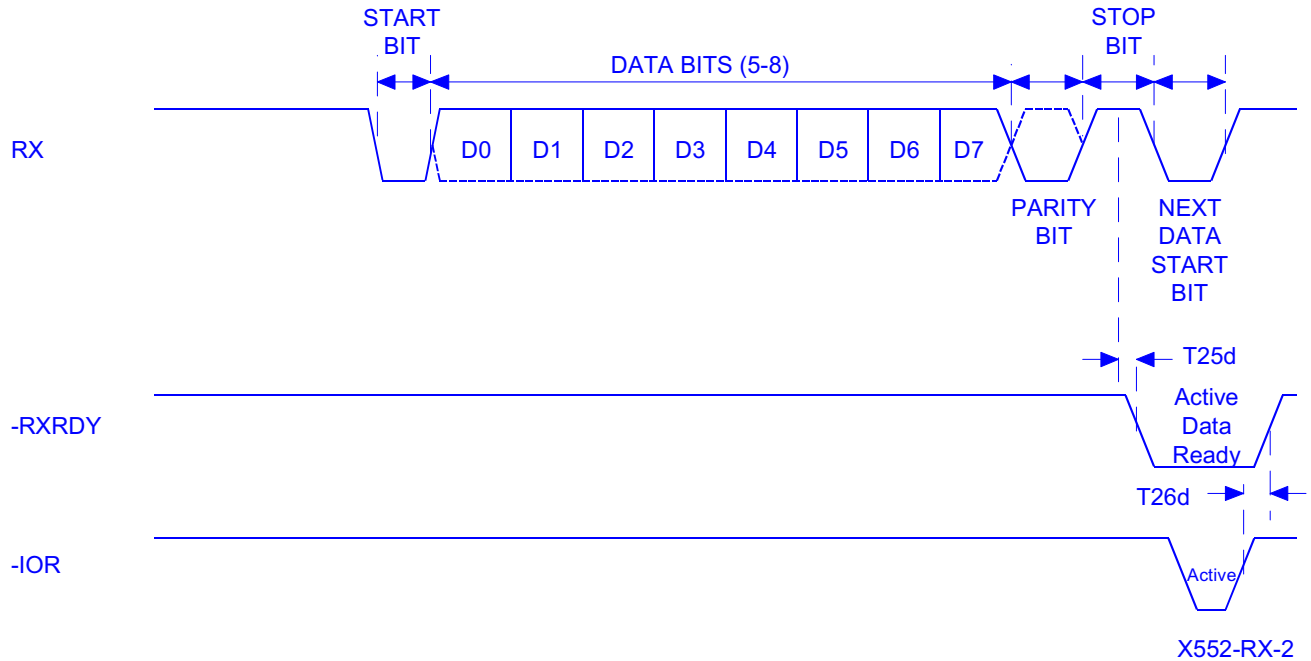 START
BIT
STOP
BIT
DATA BITS (5-8)
RX
D0 D1 D2 D3 D4 D5 D6 D7
PARITY
BIT
NEXT
DATA
START
BIT
T25d
-RXRDY
Active
Data
Ready
T26d
-IOR
Active
X552-RX-2